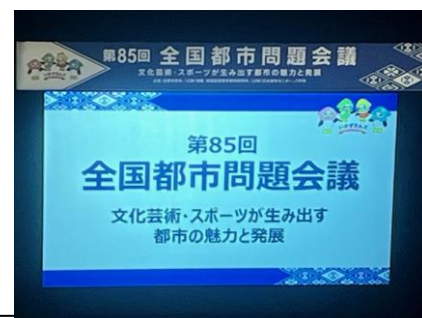 第85回 全国都市問題会議
文化芸術・スポーツが生み出す都市の魅力と発展
第85回
全国都市問題会議
文化芸術・スポーツが生み出す
都市の魅力と発展